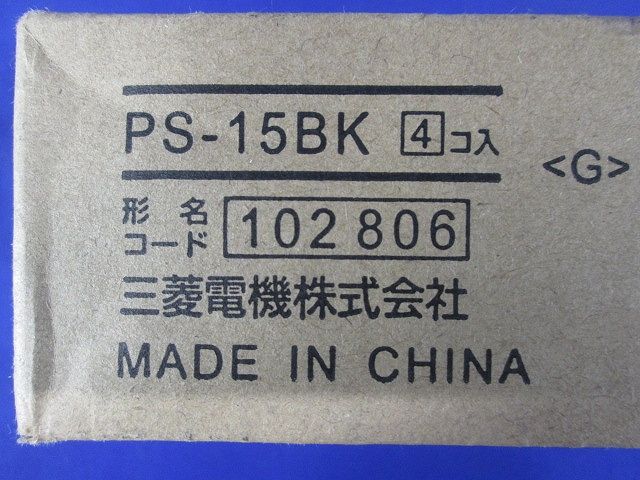 PS-15BK 4コ入
<G>
形名コード 102 806
三菱電機株式会社
MADE IN CHINA